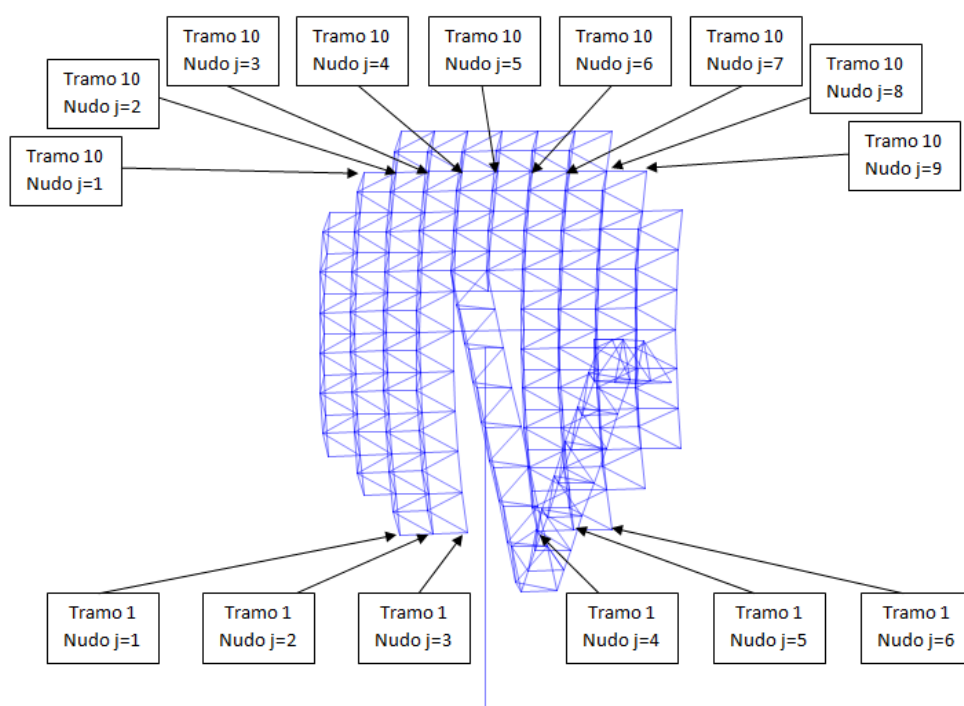 Tramo 10
Nudo j=1
Tramo 10
Nudo j=2
Tramo 10
Nudo j=3
Tramo 10
Nudo j=4
Tramo 10
Nudo j=5
Tramo 10
Nudo j=6
Tramo 10
Nudo j=7
Tramo 10
Nudo j=8
Tramo 10
Nudo j=9
Tramo 1
Nudo j=1
Tramo 1
Nudo j=2
Tramo 1
Nudo j=3
Tramo 1
Nudo j=4
Tramo 1
Nudo j=5
Tramo 1
Nudo j=6